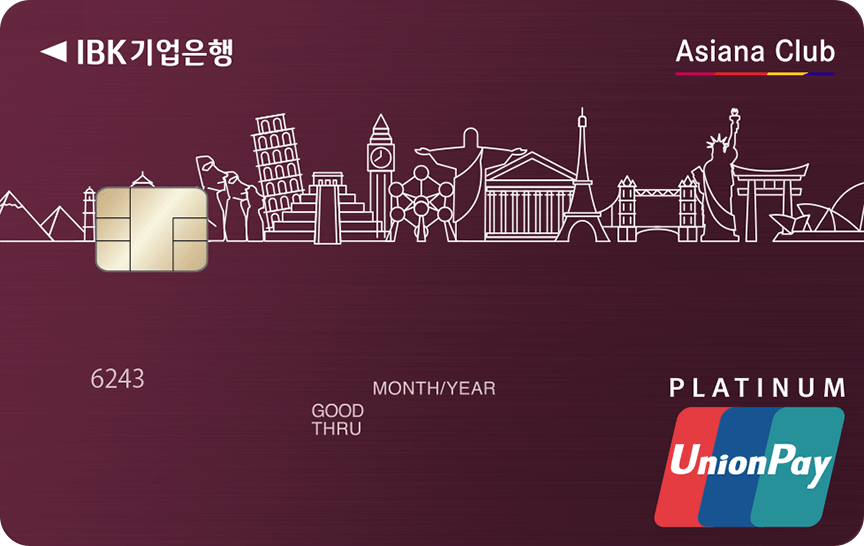 IBK기업은행
Asiana Club
6243
MONTH/YEAR
GOOD
THRU
PLATINUM
UnionPay